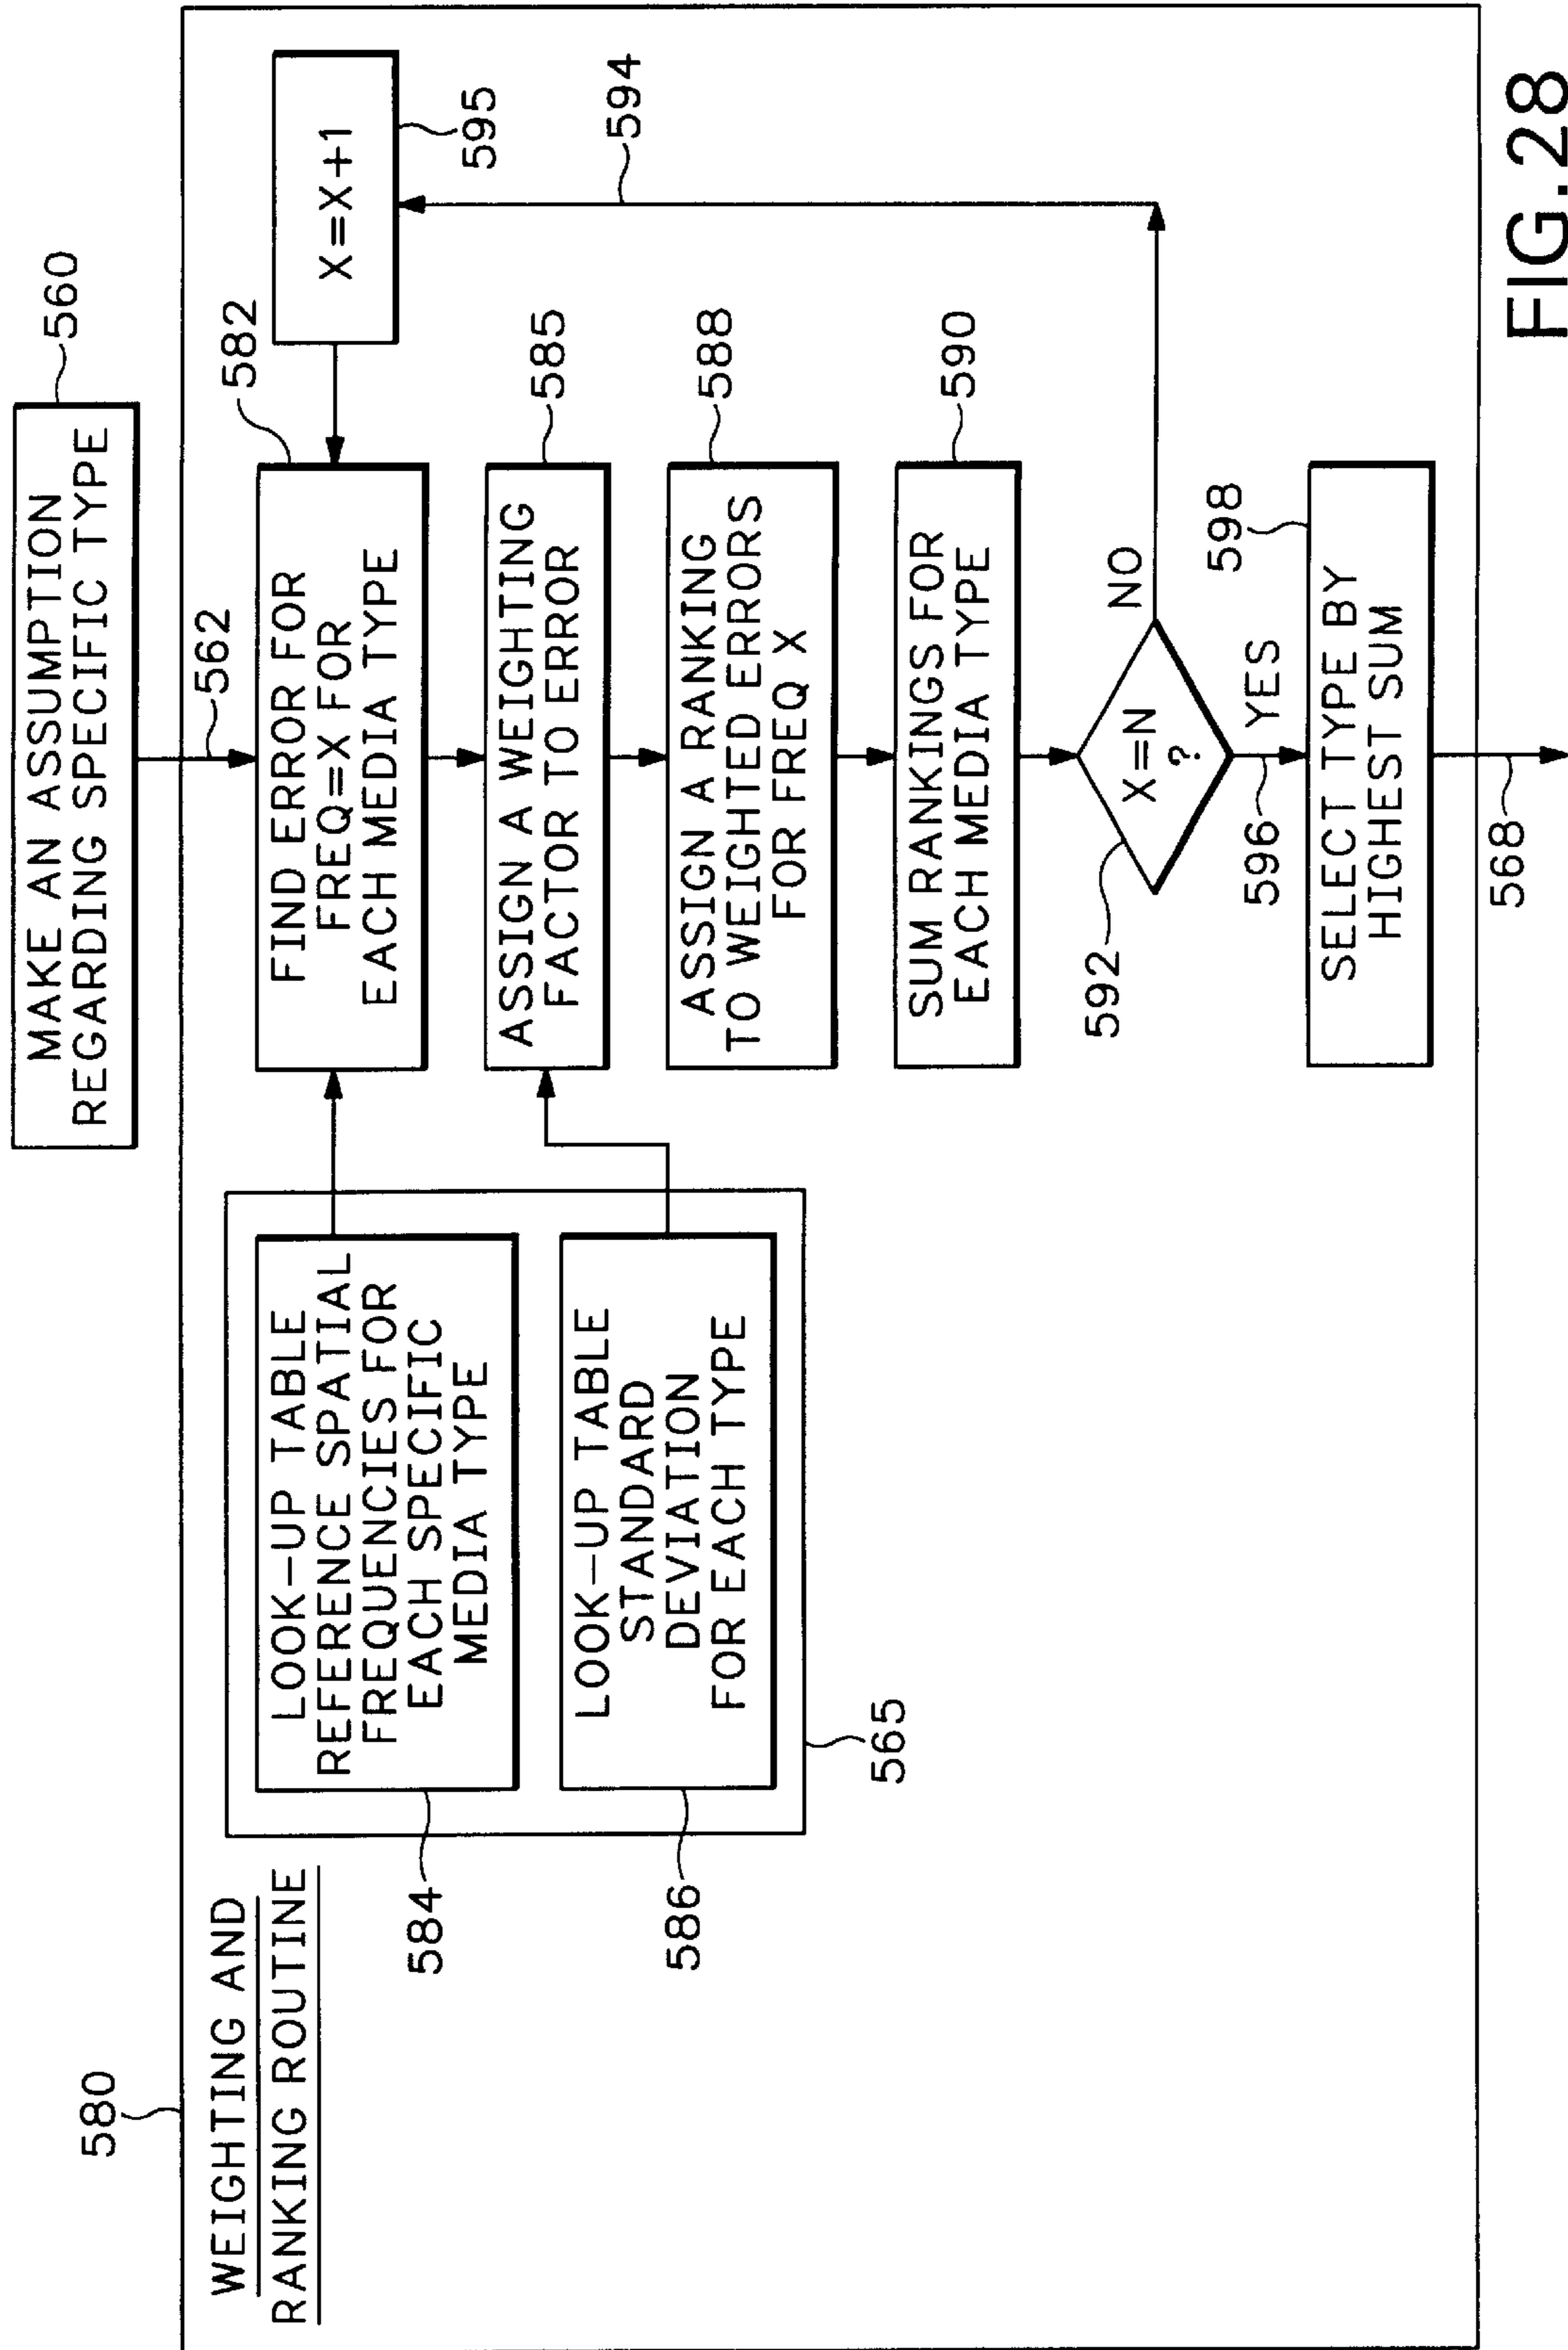 MAKE AN ASSUMPTION
REGARDING SPECIFIC TYPE
560
562
580
WEIGHTING AND
RANKING ROUTINE
LOOK-UP TABLE
REFERENCE SPATIAL
FREQUENCIES FOR
EACH SPECIFIC
MEDIA TYPE
584
LOOK-UP TABLE
STANDARD
DEVIATION
FOR EACH TYPE
586
565
FIND ERROR FOR
FREQ=X FOR
EACH MEDIA TYPE
582
X=X+1
595
594
ASSIGN A WEIGHTING
FACTOR TO ERROR
585
ASSIGN A RANKING
TO WEIGHTED ERRORS
FOR FREQ X
588
SUM RANKINGS FOR
EACH MEDIA TYPE
590
X=N
?
592
NO
YES
596
SELECT TYPE BY
HIGHEST SUM
598
568
FIG.28